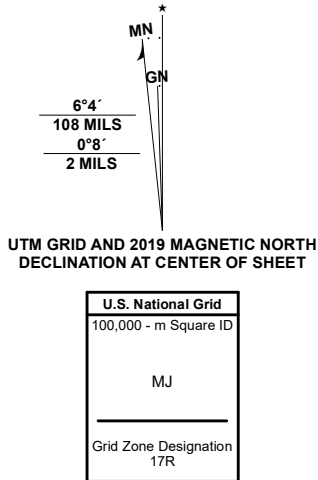 ★
MN
GN
6°4´
108 MILS
0°8´
2 MILS
UTM GRID AND 2019 MAGNETIC NORTH
DECLINATION AT CENTER OF SHEET
U.S. National Grid
100,000 - m Square ID
MJ
Grid Zone Designation
17R